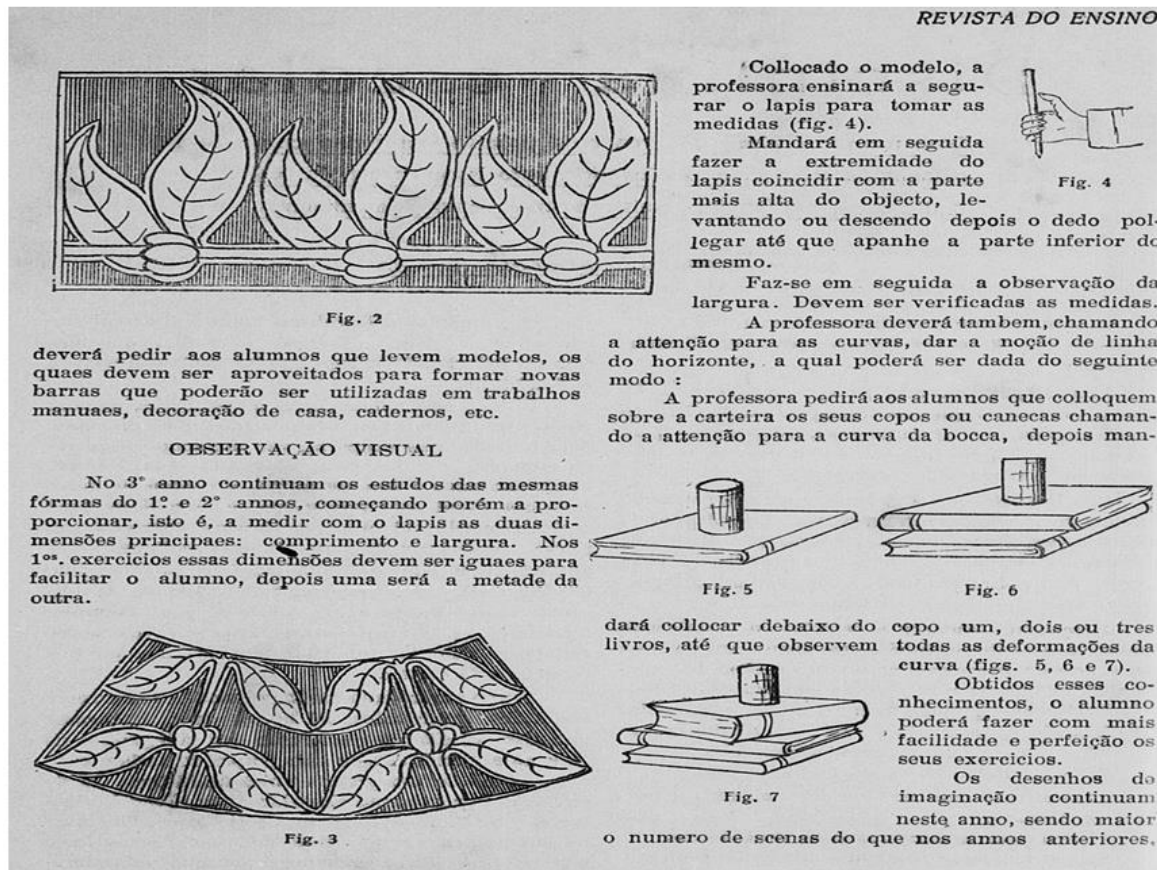 REVISTA DO ENSINO
Fig. 2
deverá pedir aos alumnos que levem modelos, os
quaes devem ser aproveitados para formar novas
barras que poderão ser utilizadas em trabalhos
manuaes, decoração de casa, cadernos, etc.
OBSERVAÇÃO VISUAL
No 3° anno continuam os estudos das mesmas
fórmas do 1° e 2° annos, começando porém a pro-
porcionar, isto é, a medir com o lapis as duas di-
mensões principaes: comprimento e largura. Nos
1os. exercicios essas dimensões devem ser iguaes para
facilitar o alumno, depois uma será a metade da
outra.
Fig. 3
Collocado o modelo, a
professora ensinará a segu-
rar o lapis para tomar as
medidas (fig. 4).
Mandará em seguida
fazer a extremidade do
lapis coincidir com a parte
mais alta do objecto, le-
Fig. 4
vantando ou descendo depois o dedo pol-
legar até que apanhe a parte inferior do
mesmo.
Faz-se em seguida a observação da
largura. Devem ser verificadas as medidas.
A professora deverá tambem, chamando
a attenção para as curvas, dar a noção de linha
do horizonte, a qual poderá ser dada do seguinte
modo :
A professora pedirá aos alumnos que colloquem
sobre a carteira os seus copos ou canecas chaman-
do a attenção para a curva da bocca, depois man-
Fig. 5
Fig. 6
dará collocar debaixo do copo um, dois ou tres
livros, até que observem todas as deformações da
curva (figs. 5, 6 e 7).
Obtidos esses co-
nhecimentos, o alumno
poderá fazer com mais
facilidade e perfeição os
seus exercicios.
Os desenhos do
imaginação continuam
neste anno, sendo maior
Fig. 7
o numero de scenas do que nos annos anteriores.